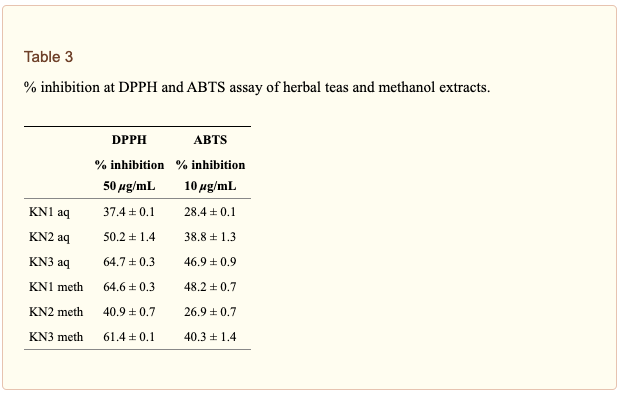 Table 3
% inhibition at DPPH and ABTS assay of herbal teas and methanol extracts.
DPPH ABTS
% inhibition % inhibition
50 μg/mL 10 μg/mL
KN1 aq 37.4 ± 0.1 28.4 ± 0.1
KN2 aq 50.2 ± 1.4 38.8 ± 1.3
KN3 aq 64.7 ± 0.3 46.9 ± 0.9
KN1 meth 64.6 ± 0.3 48.2 ± 0.7
KN2 meth 40.9 ± 0.7 26.9 ± 0.7
KN3 meth 61.4 ± 0.1 40.3 ± 1.4